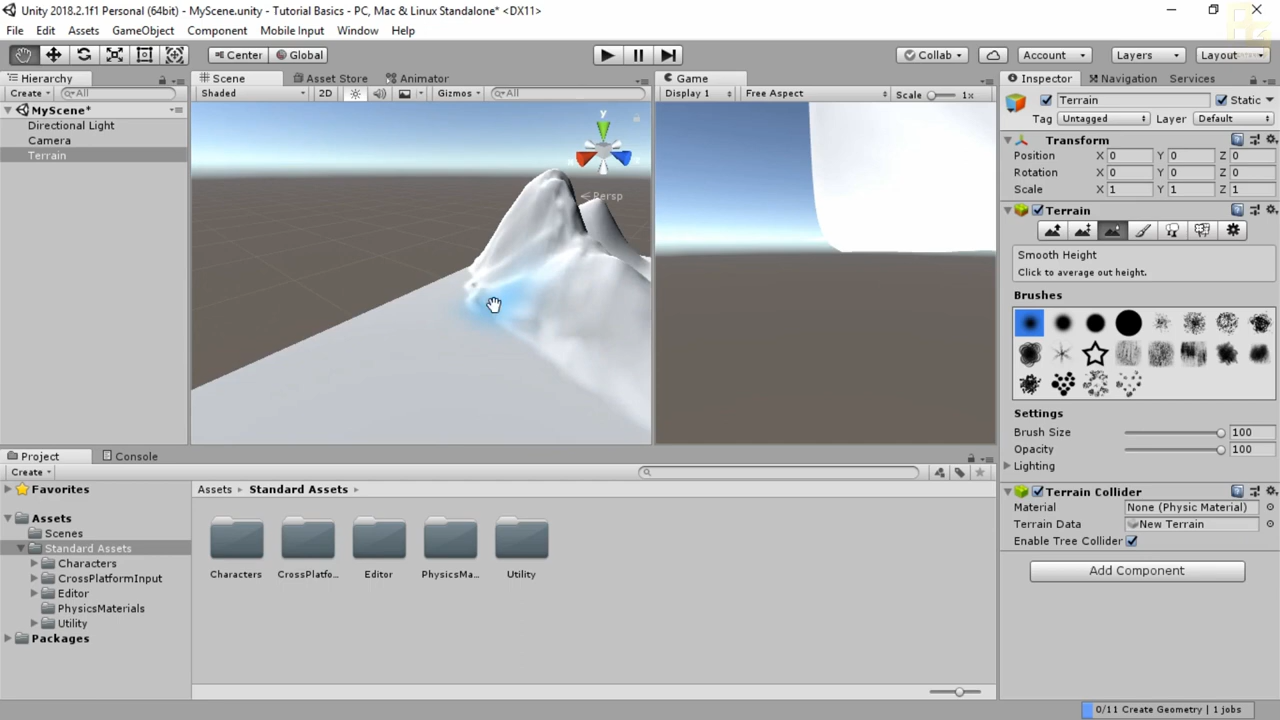 Unity 2018.2.1f1 Personal (64bit) - MyScene.unity - Tutorial Basics - PC, Mac & Linux Standalone* <DX11>
File Edit Assets GameObject Component Mobile Input Window Help
Center Global Collab Account Layers Layout
Hierarchy
Create All
MyScene*
Directional Light
Camera
Terrain
Scene Asset Store Animator
Shaded 2D Gizmos All
y
Persp
Game
Display 1 Free Aspect Scale 1x
Inspector Navigation Services
Terrain Static
Tag Untagged Layer Default
Transform
Position X 0 Y 0 Z 0
Rotation X 0 Y 0 Z 0
Scale X 1 Y 1 Z 1
Terrain
Smooth Height
Click to average out height.
Brushes
Settings
Brush Size 100
Opacity 100
Lighting
Terrain Collider
Material None (Physic Material)
Terrain Data New Terrain
Enable Tree Collider
Add Component
Project Console
Create
Favorites
Assets
Scenes
Standard Assets
Characters
CrossPlatformInput
Editor
PhysicsMaterials
Utility
Packages
Assets Standard Assets
Characters CrossPlatfo... Editor PhysicsMa... Utility
0/11 Create Geometry | 1 jobs